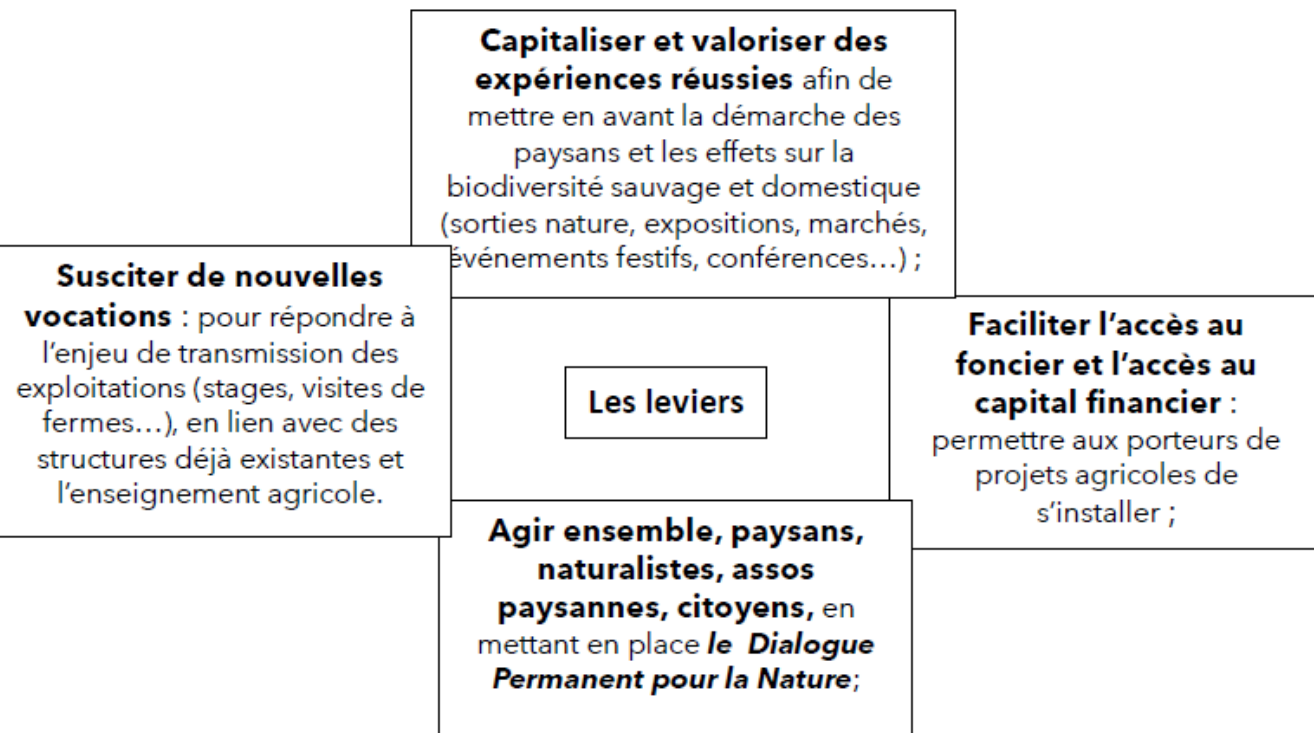 Capitaliser et valoriser des
expériences réussies afin de
mettre en avant la démarche des
paysans et les effets sur la
biodiversité sauvage et domestique
(sorties nature, expositions, marchés,
événements festifs, conférences…) ;
Susciter de nouvelles
vocations : pour répondre à
l’enjeu de transmission des
exploitations (stages, visites de
fermes…), en lien avec des
structures déjà existantes et
l’enseignement agricole.
Les leviers
Faciliter l’accès au
foncier et l’accès au
capital financier :
permettre aux porteurs de
projets agricoles de
s’installer ;
Agir ensemble, paysans,
naturalistes, assos
paysannes, citoyens, en
mettant en place le Dialogue
Permanent pour la Nature;